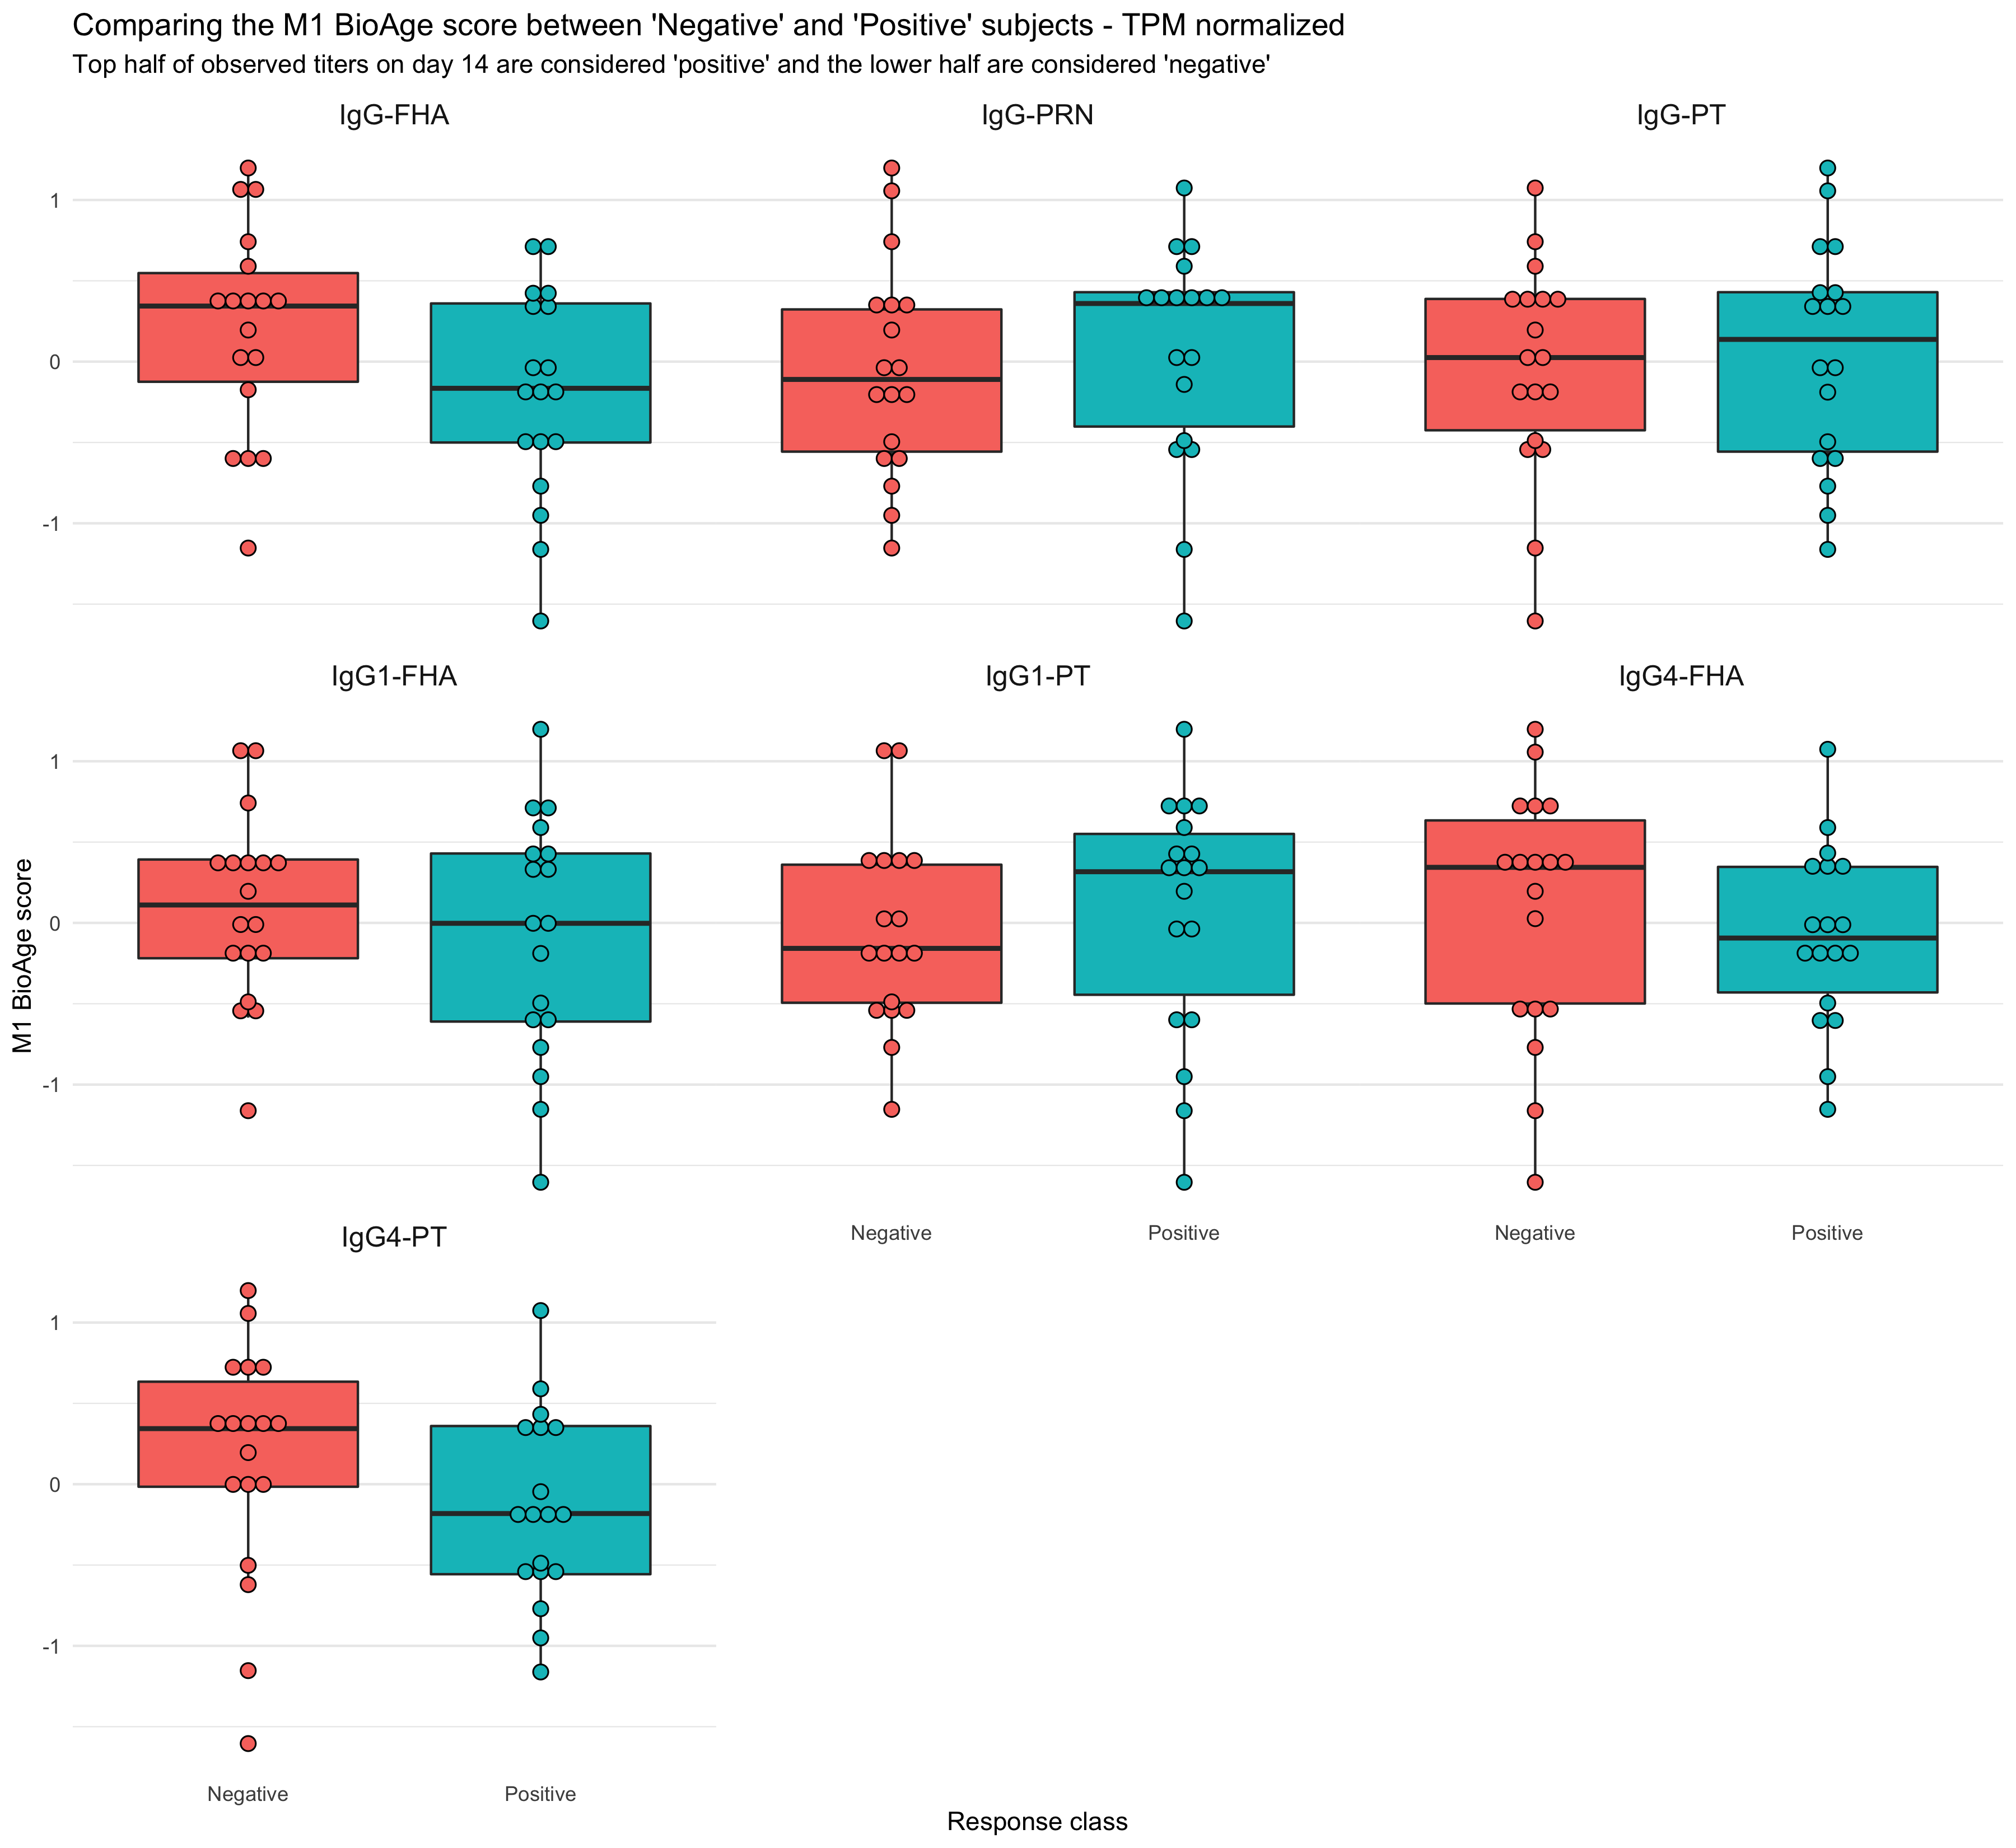 Comparing the M1 BioAge score between 'Negative' and 'Positive' subjects - TPM normalized
Top half of observed titers on day 14 are considered 'positive' and the lower half are considered 'negative'
IgG-FHA
IgG-PRN
IgG-PT
1
0
-1
IgG1-FHA
IgG1-PT
IgG4-FHA
1
0
-1
M1 BioAge score
Negative
Positive
Negative
Positive
IgG4-PT
1
0
-1
Negative
Positive
Response class